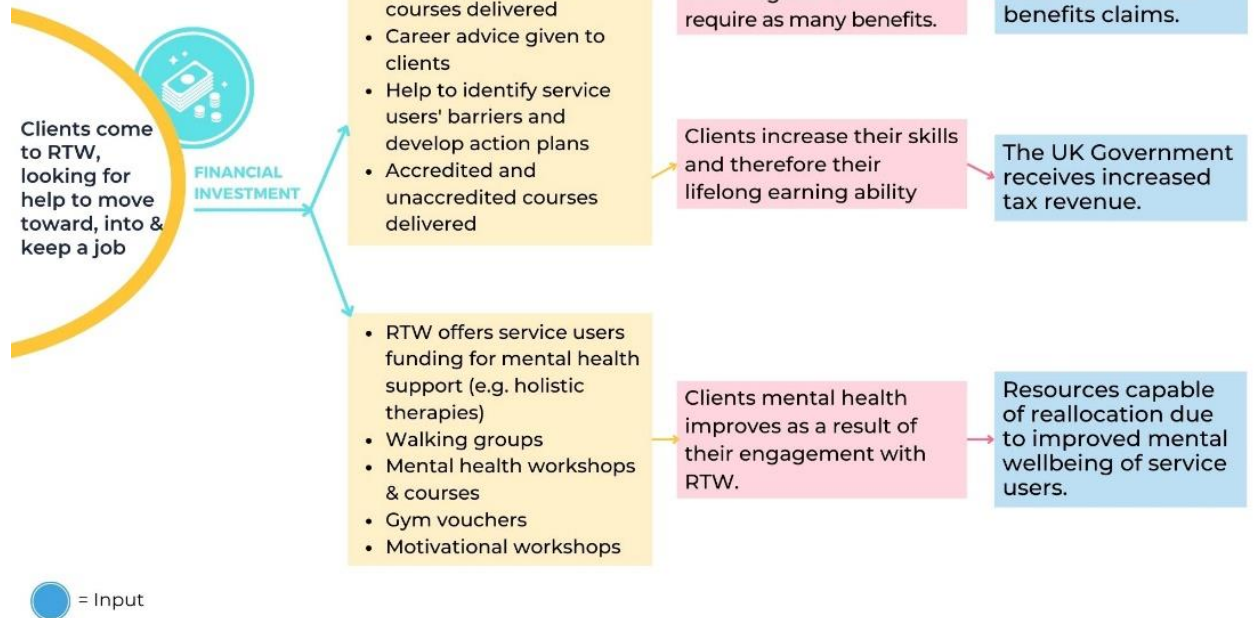 Clients come
to RTW,
looking for
help to move
toward, into &
keep a job
FINANCIAL
INVESTMENT
courses delivered
• Career advice given to
clients
• Help to identify service
users' barriers and
develop action plans
• Accredited and
unaccredited courses
delivered
require as many benefits.
benefits claims.
Clients increase their skills
and therefore their
lifelong earning ability
The UK Government
receives increased
tax revenue.
• RTW offers service users
funding for mental health
support (e.g. holistic
therapies)
• Walking groups
• Mental health workshops
& courses
• Gym vouchers
• Motivational workshops
Clients mental health
improves as a result of
their engagement with
RTW.
Resources capable
of reallocation due
to improved mental
wellbeing of service
users.
= Input